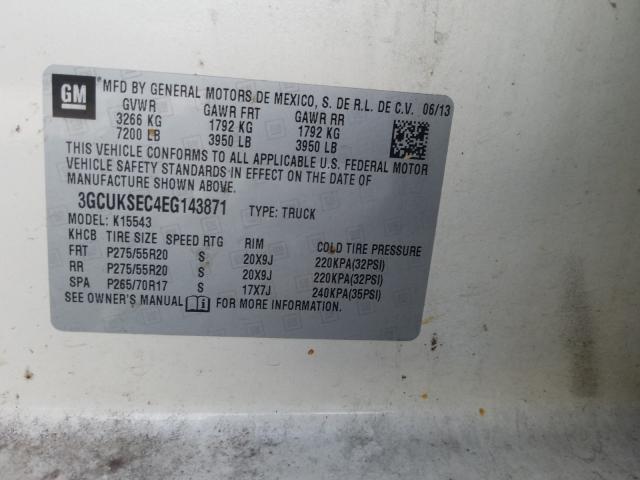 GM MFD BY GENERAL MOTORS DE MEXICO, S. DE R.L. DE C.V. 06/13
GVWR GAWR FRT GAWR RR
3266 KG 1792 KG 1792 KG
7200 LB 3950 LB 3950 LB
THIS VEHICLE CONFORMS TO ALL APPLICABLE U.S. FEDERAL MOTOR
VEHICLE SAFETY STANDARDS IN EFFECT ON THE DATE OF
MANUFACTURE SHOWN ABOVE.
3GCUKSEC4EG143871 TYPE: TRUCK
MODEL: K15543
KHCB TIRE SIZE SPEED RTG RIM COLD TIRE PRESSURE
FRT P275/55R20 S 20X9J 220KPA(32PSI)
RR P275/55R20 S 20X9J 220KPA(32PSI)
SPA P265/70R17 S 17X7J 240KPA(35PSI)
SEE OWNER'S MANUAL FOR MORE INFORMATION.